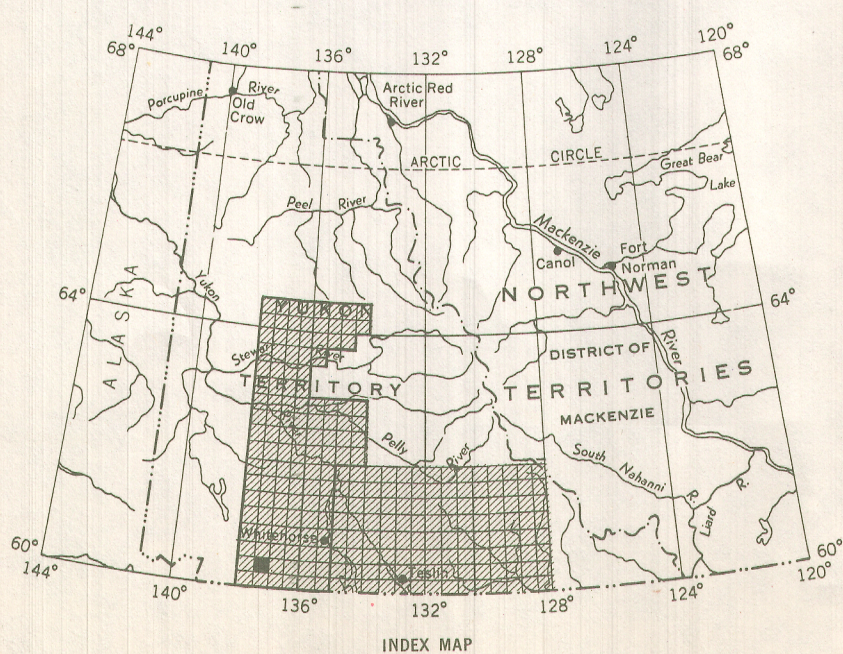 144°
68°
140°
136°
132°
128°
124°
120°
68°
Porcupine River
Old
Crow
Arctic Red
River
ARCTIC CIRCLE
Great Bear
Lake
Peel River
Mackenzie
Canol
Fort
Norman
Yukon
64°
64°
ALASKA
YUKON
NORTHWEST
River
Stewart River
DISTRICT OF
TERRITORY
TERRITORIES
MACKENZIE
Pelly
River
South
Nahanni
R.
Liard
R.
Whitehorse
Teslin
60°
144°
60°
120°
140°
136°
132°
128°
124°
INDEX MAP